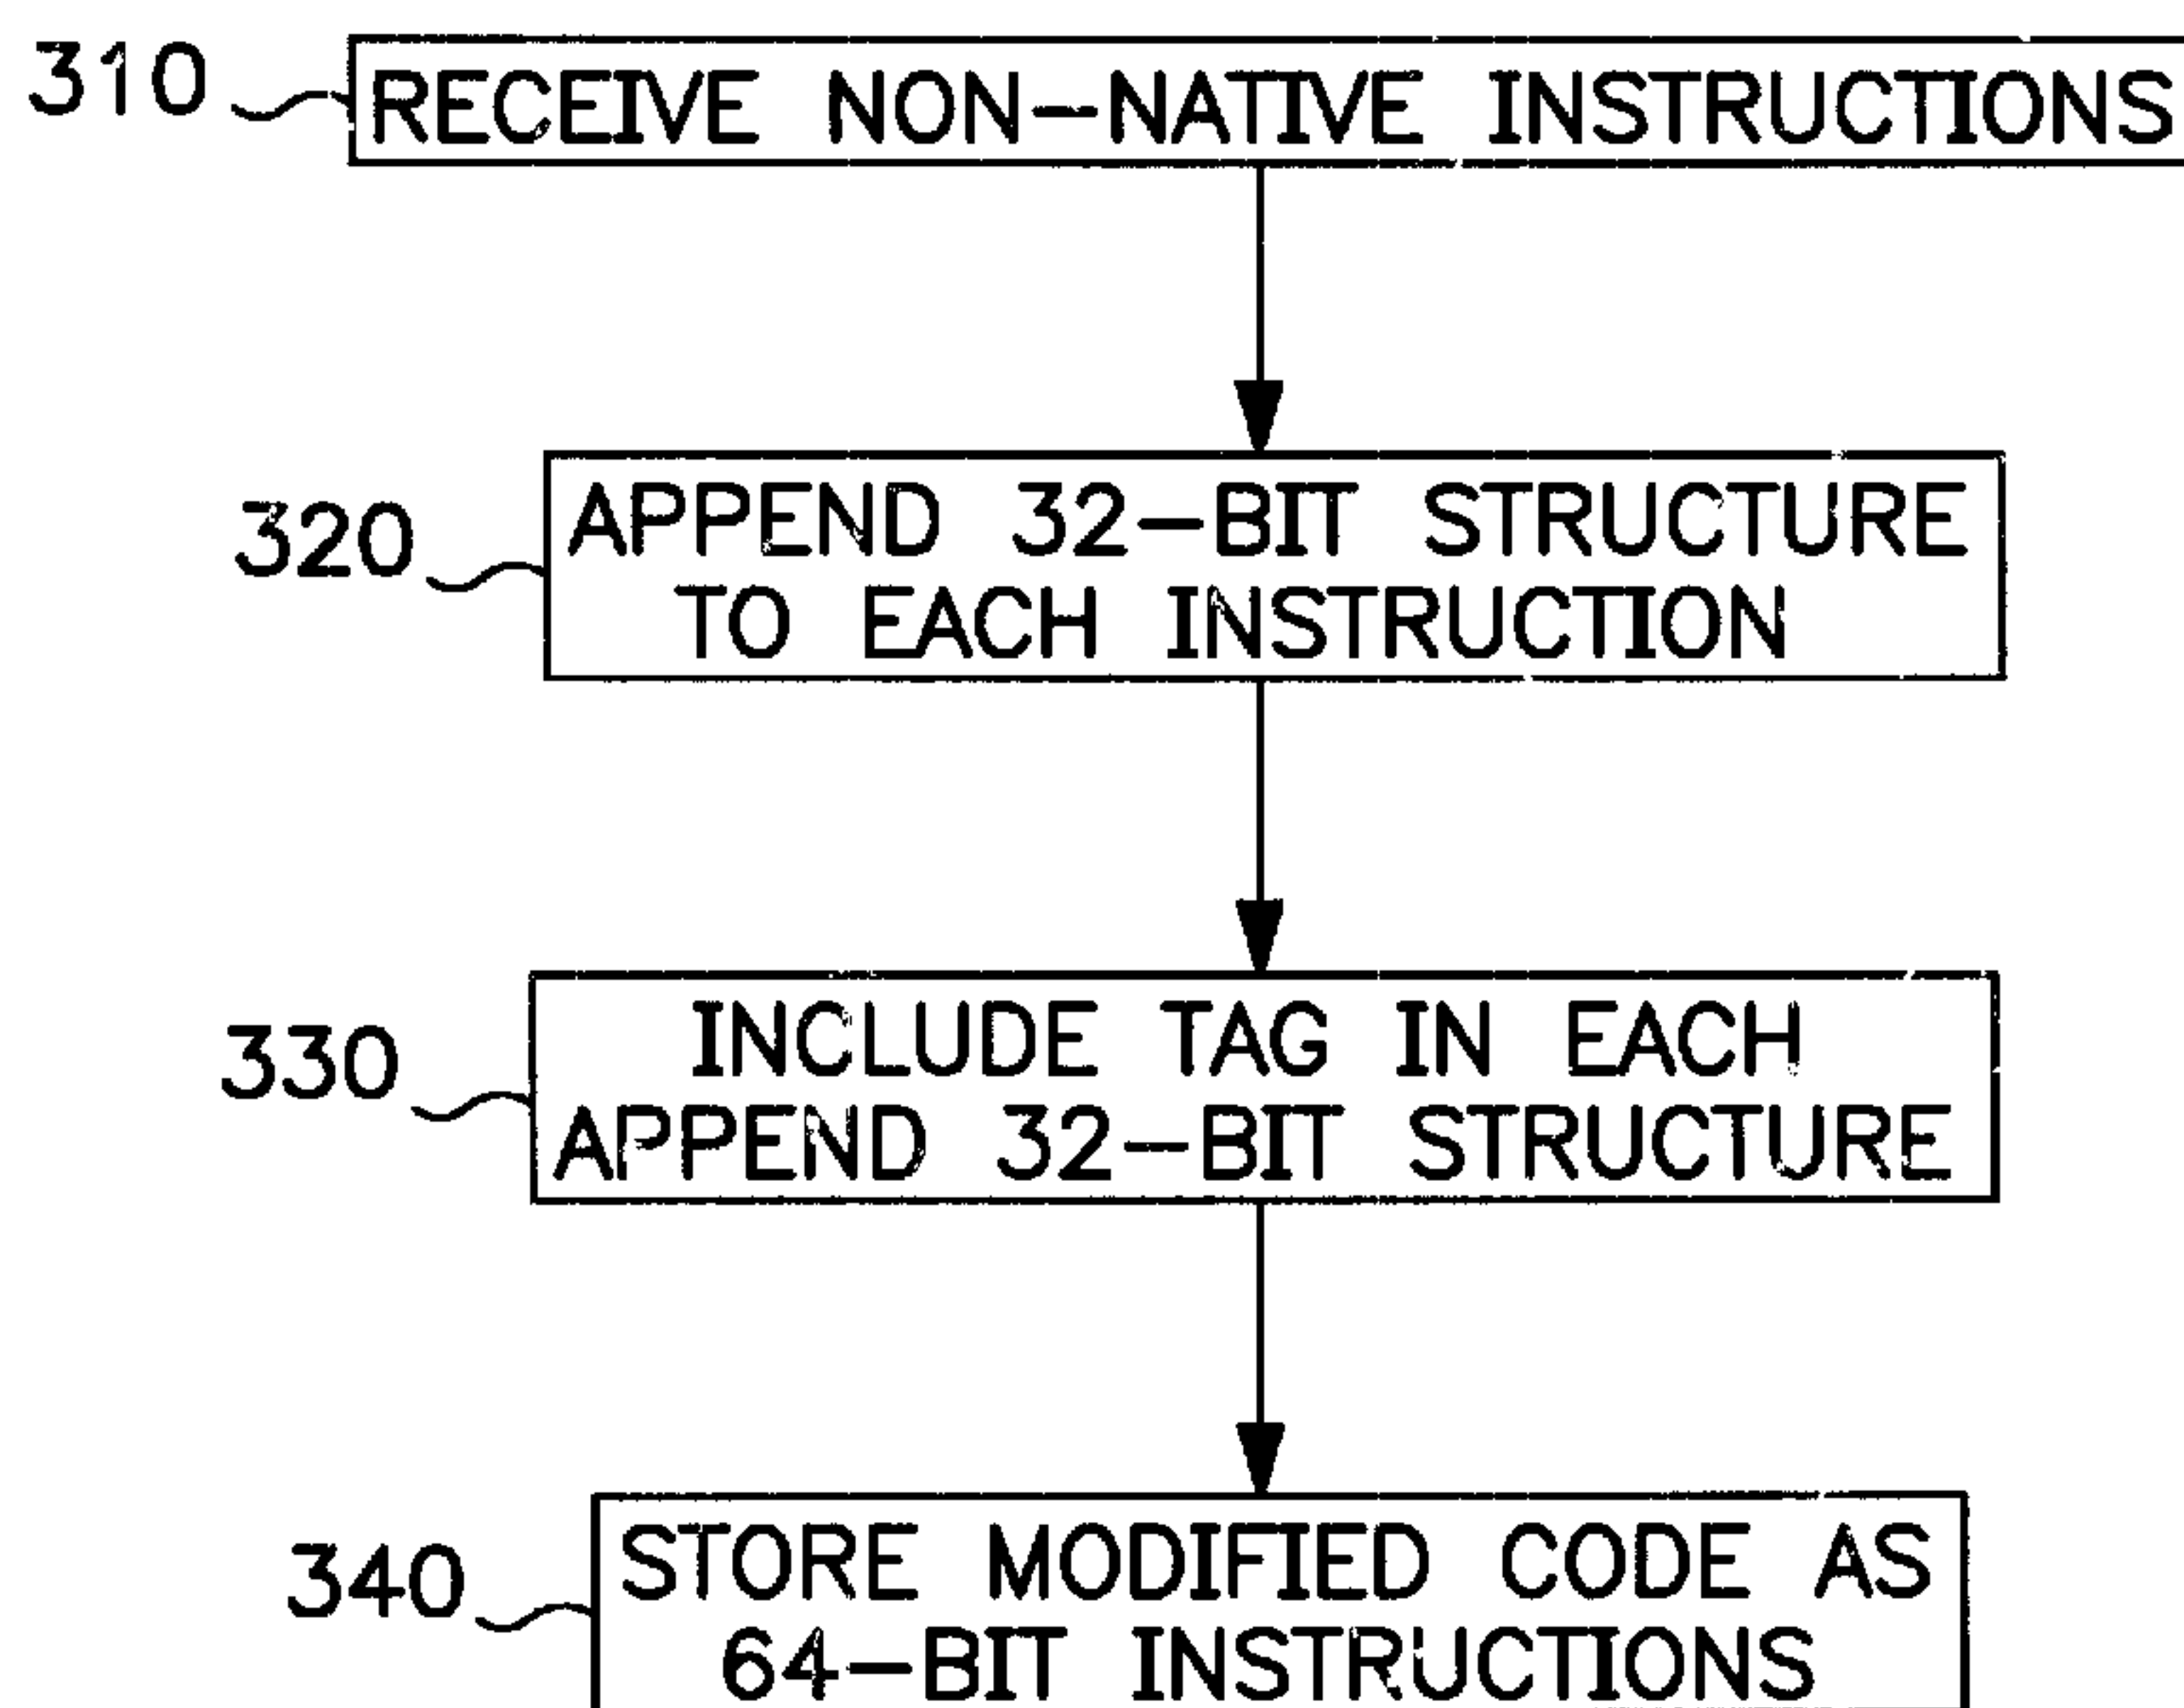 310 RECEIVE NON-NATIVE INSTRUCTIONS
320 APPEND 32-BIT STRUCTURE
TO EACH INSTRUCTION
330 INCLUDE TAG IN EACH
APPEND 32-BIT STRUCTURE
340 STORE MODIFIED CODE AS
64-BIT INSTRUCTIONS